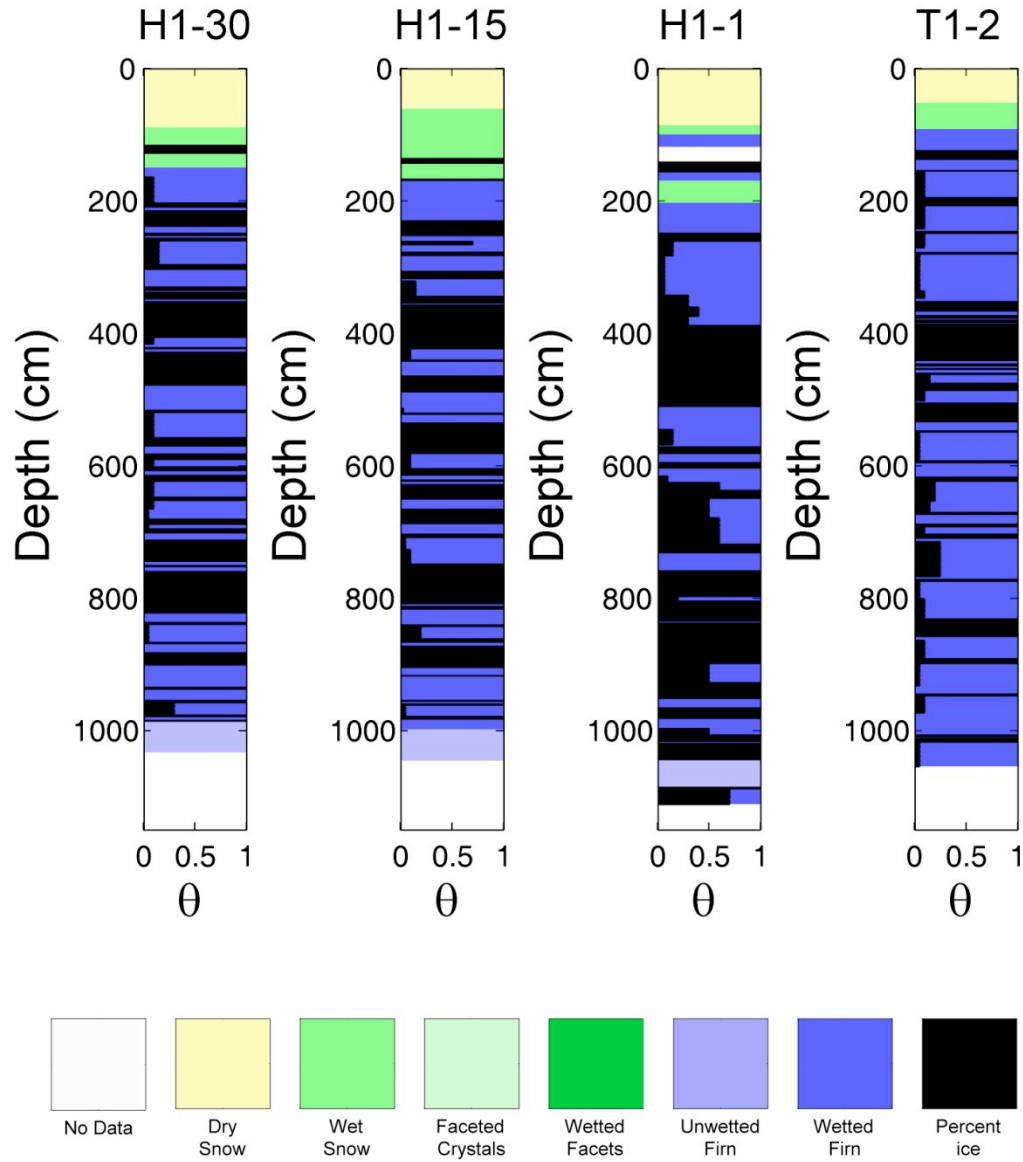 H1-30 H1-15 H1-1 T1-2
0 0 0 0
200 200 200 200
400 400 400 400
Depth (cm) Depth (cm) Depth (cm) Depth (cm)
600 600 600 600
800 800 800 800
1000 1000 1000 1000
0 0.5 1 0 0.5 1 0 0.5 1 0 0.5 1
θ θ θ θ
No Data Dry Wet Faceted Wetted Unwetted Wetted Percent
Snow Snow Crystals Facets Firn Firn ice